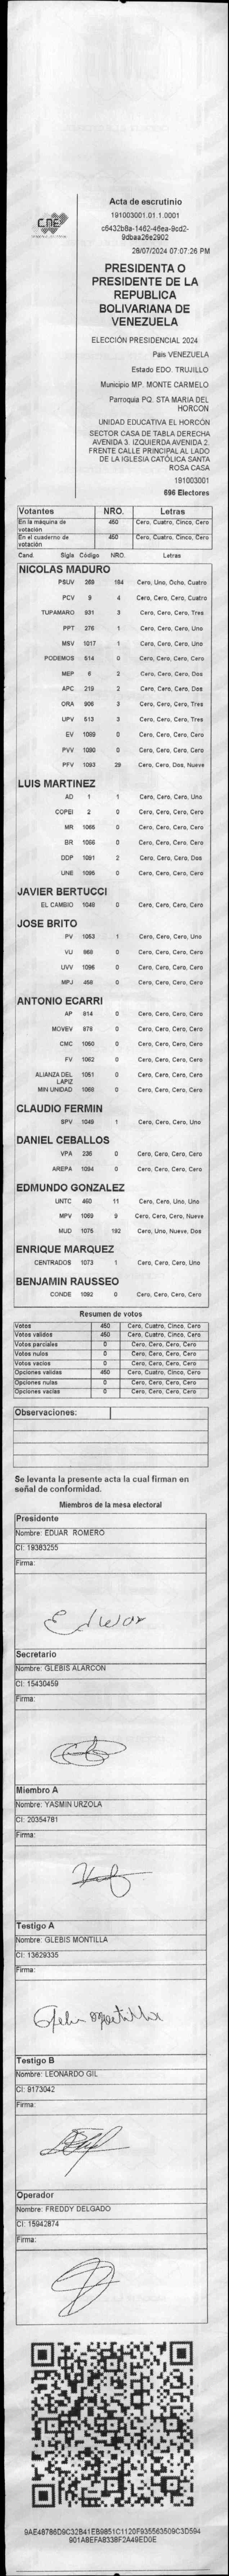 CNE
Acta de escrutinio
191003001.01.1.0001
c6432b8a-1462-46ea-9cd2-
9dbaa26e2902
28/07/2024 07:07:26 PM
PRESIDENTA O
PRESIDENTE DE LA
REPUBLICA
BOLIVARIANA DE
VENEZUELA
ELECCIÓN PRESIDENCIAL 2024
País VENEZUELA
Estado EDO. TRUJILLO
Municipio MP. MONTE CARMELO
Parroquia PQ. STA MARIA DEL
HORCON
UNIDAD EDUCATIVA EL HORCÓN
SECTOR CASA DE TABLA DERECHA
AVENIDA 3. IZQUIERDA AVENIDA 2.
FRENTE CALLE PRINCIPAL AL LADO
DE LA IGLESIA CATÓLICA SANTA
ROSA CASA
191003001
696 Electores
Votantes NRO. Letras
En la máquina de votación 450 Cero, Cuatro, Cinco, Cero
En el cuaderno de votación 450 Cero, Cuatro, Cinco, Cero
Cand. Sigla Código NRO. Letras
NICOLAS MADURO
PSUV 269 184 Cero, Uno, Ocho, Cuatro
PCV 9 4 Cero, Cero, Cero, Cuatro
TUPAMARO 931 3 Cero, Cero, Cero, Tres
PPT 276 1 Cero, Cero, Cero, Uno
MSV 1017 1 Cero, Cero, Cero, Uno
PODEMOS 514 0 Cero, Cero, Cero, Cero
MEP 6 2 Cero, Cero, Cero, Dos
APC 219 2 Cero, Cero, Cero, Dos
ORA 906 3 Cero, Cero, Cero, Tres
UPV 513 3 Cero, Cero, Cero, Tres
EV 1089 0 Cero, Cero, Cero, Cero
PVV 1090 0 Cero, Cero, Cero, Cero
PFV 1093 29 Cero, Cero, Dos, Nueve
LUIS MARTINEZ
AD 1 1 Cero, Cero, Cero, Uno
COPEI 2 0 Cero, Cero, Cero, Cero
MR 1065 0 Cero, Cero, Cero, Cero
BR 1066 0 Cero, Cero, Cero, Cero
DDP 1091 2 Cero, Cero, Cero, Dos
UNE 1095 0 Cero, Cero, Cero, Cero
JAVIER BERTUCCI
EL CAMBIO 1048 0 Cero, Cero, Cero, Cero
JOSE BRITO
PV 1053 1 Cero, Cero, Cero, Uno
VU 868 0 Cero, Cero, Cero, Cero
UVV 1096 0 Cero, Cero, Cero, Cero
MPJ 458 0 Cero, Cero, Cero, Cero
ANTONIO ECARRI
AP 914 0 Cero, Cero, Cero, Cero
MOVEV 878 0 Cero, Cero, Cero, Cero
CMC 1050 0 Cero, Cero, Cero, Cero
FV 1062 0 Cero, Cero, Cero, Cero
ALIANZA DEL LAPIZ 1051 0 Cero, Cero, Cero, Cero
MIN UNIDAD 1068 0 Cero, Cero, Cero, Cero
CLAUDIO FERMIN
SPV 1049 1 Cero, Cero, Cero, Uno
DANIEL CEBALLOS
VPA 236 0 Cero, Cero, Cero, Cero
AREPA 1094 0 Cero, Cero, Cero, Cero
EDMUNDO GONZALEZ
UNTC 460 11 Cero, Cero, Uno, Uno
MPV 1069 9 Cero, Cero, Cero, Nueve
MUD 1075 192 Cero, Uno, Nueve, Dos
ENRIQUE MARQUEZ
CENTRADOS 1073 1 Cero, Cero, Cero, Uno
BENJAMIN RAUSSEO
CONDE 1092 0 Cero, Cero, Cero, Cero
Resumen de votos
Votos 450 Cero, Cuatro, Cinco, Cero
Votos validos 450 Cero, Cuatro, Cinco, Cero
Votos parciales 0 Cero, Cero, Cero, Cero
Votos nulos 0 Cero, Cero, Cero, Cero
Votos vacios 0 Cero, Cero, Cero, Cero
Opciones validas 450 Cero, Cuatro, Cinco, Cero
Opciones nulas 0 Cero, Cero, Cero, Cero
Opciones vacias 0 Cero, Cero, Cero, Cero
Observaciones:
Se levanta la presente acta la cual firman en
señal de conformidad.
Miembros de la mesa electoral
Presidente
Nombre: EDUAR ROMERO
CI: 19383255
Firma:
Edwar
Secretario
Nombre: GLEBIS ALARCON
CI: 15430459
Firma:
Miembro A
Nombre: YASMIN URZOLA
CI: 20354781
Firma:
Testigo A
Nombre: GLEBIS MONTILLA
CI: 13629335
Firma:
Testigo B
Nombre: LEONARDO GIL
CI: 9173042
Firma:
Operador
Nombre: FREDDY DELGADO
CI: 15942874
Firma:
9AE48786D9C32B41EB9851C1120F935563509C3D594
901ABEFA8338F2A49ED0E